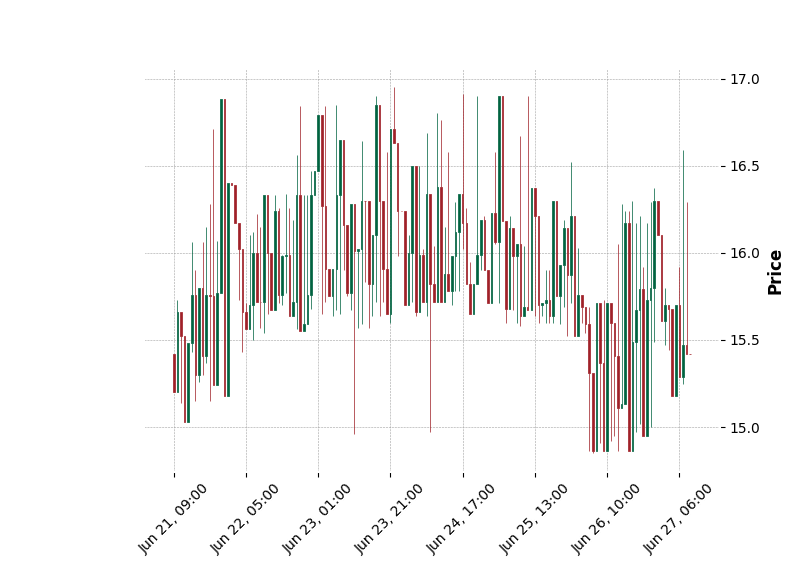 17.0
16.5
16.0
15.5
15.0
Price
Jun 21, 09:00
Jun 22, 05:00
Jun 23, 01:00
Jun 23, 21:00
Jun 24, 17:00
Jun 25, 13:00
Jun 26, 10:00
Jun 27, 06:00